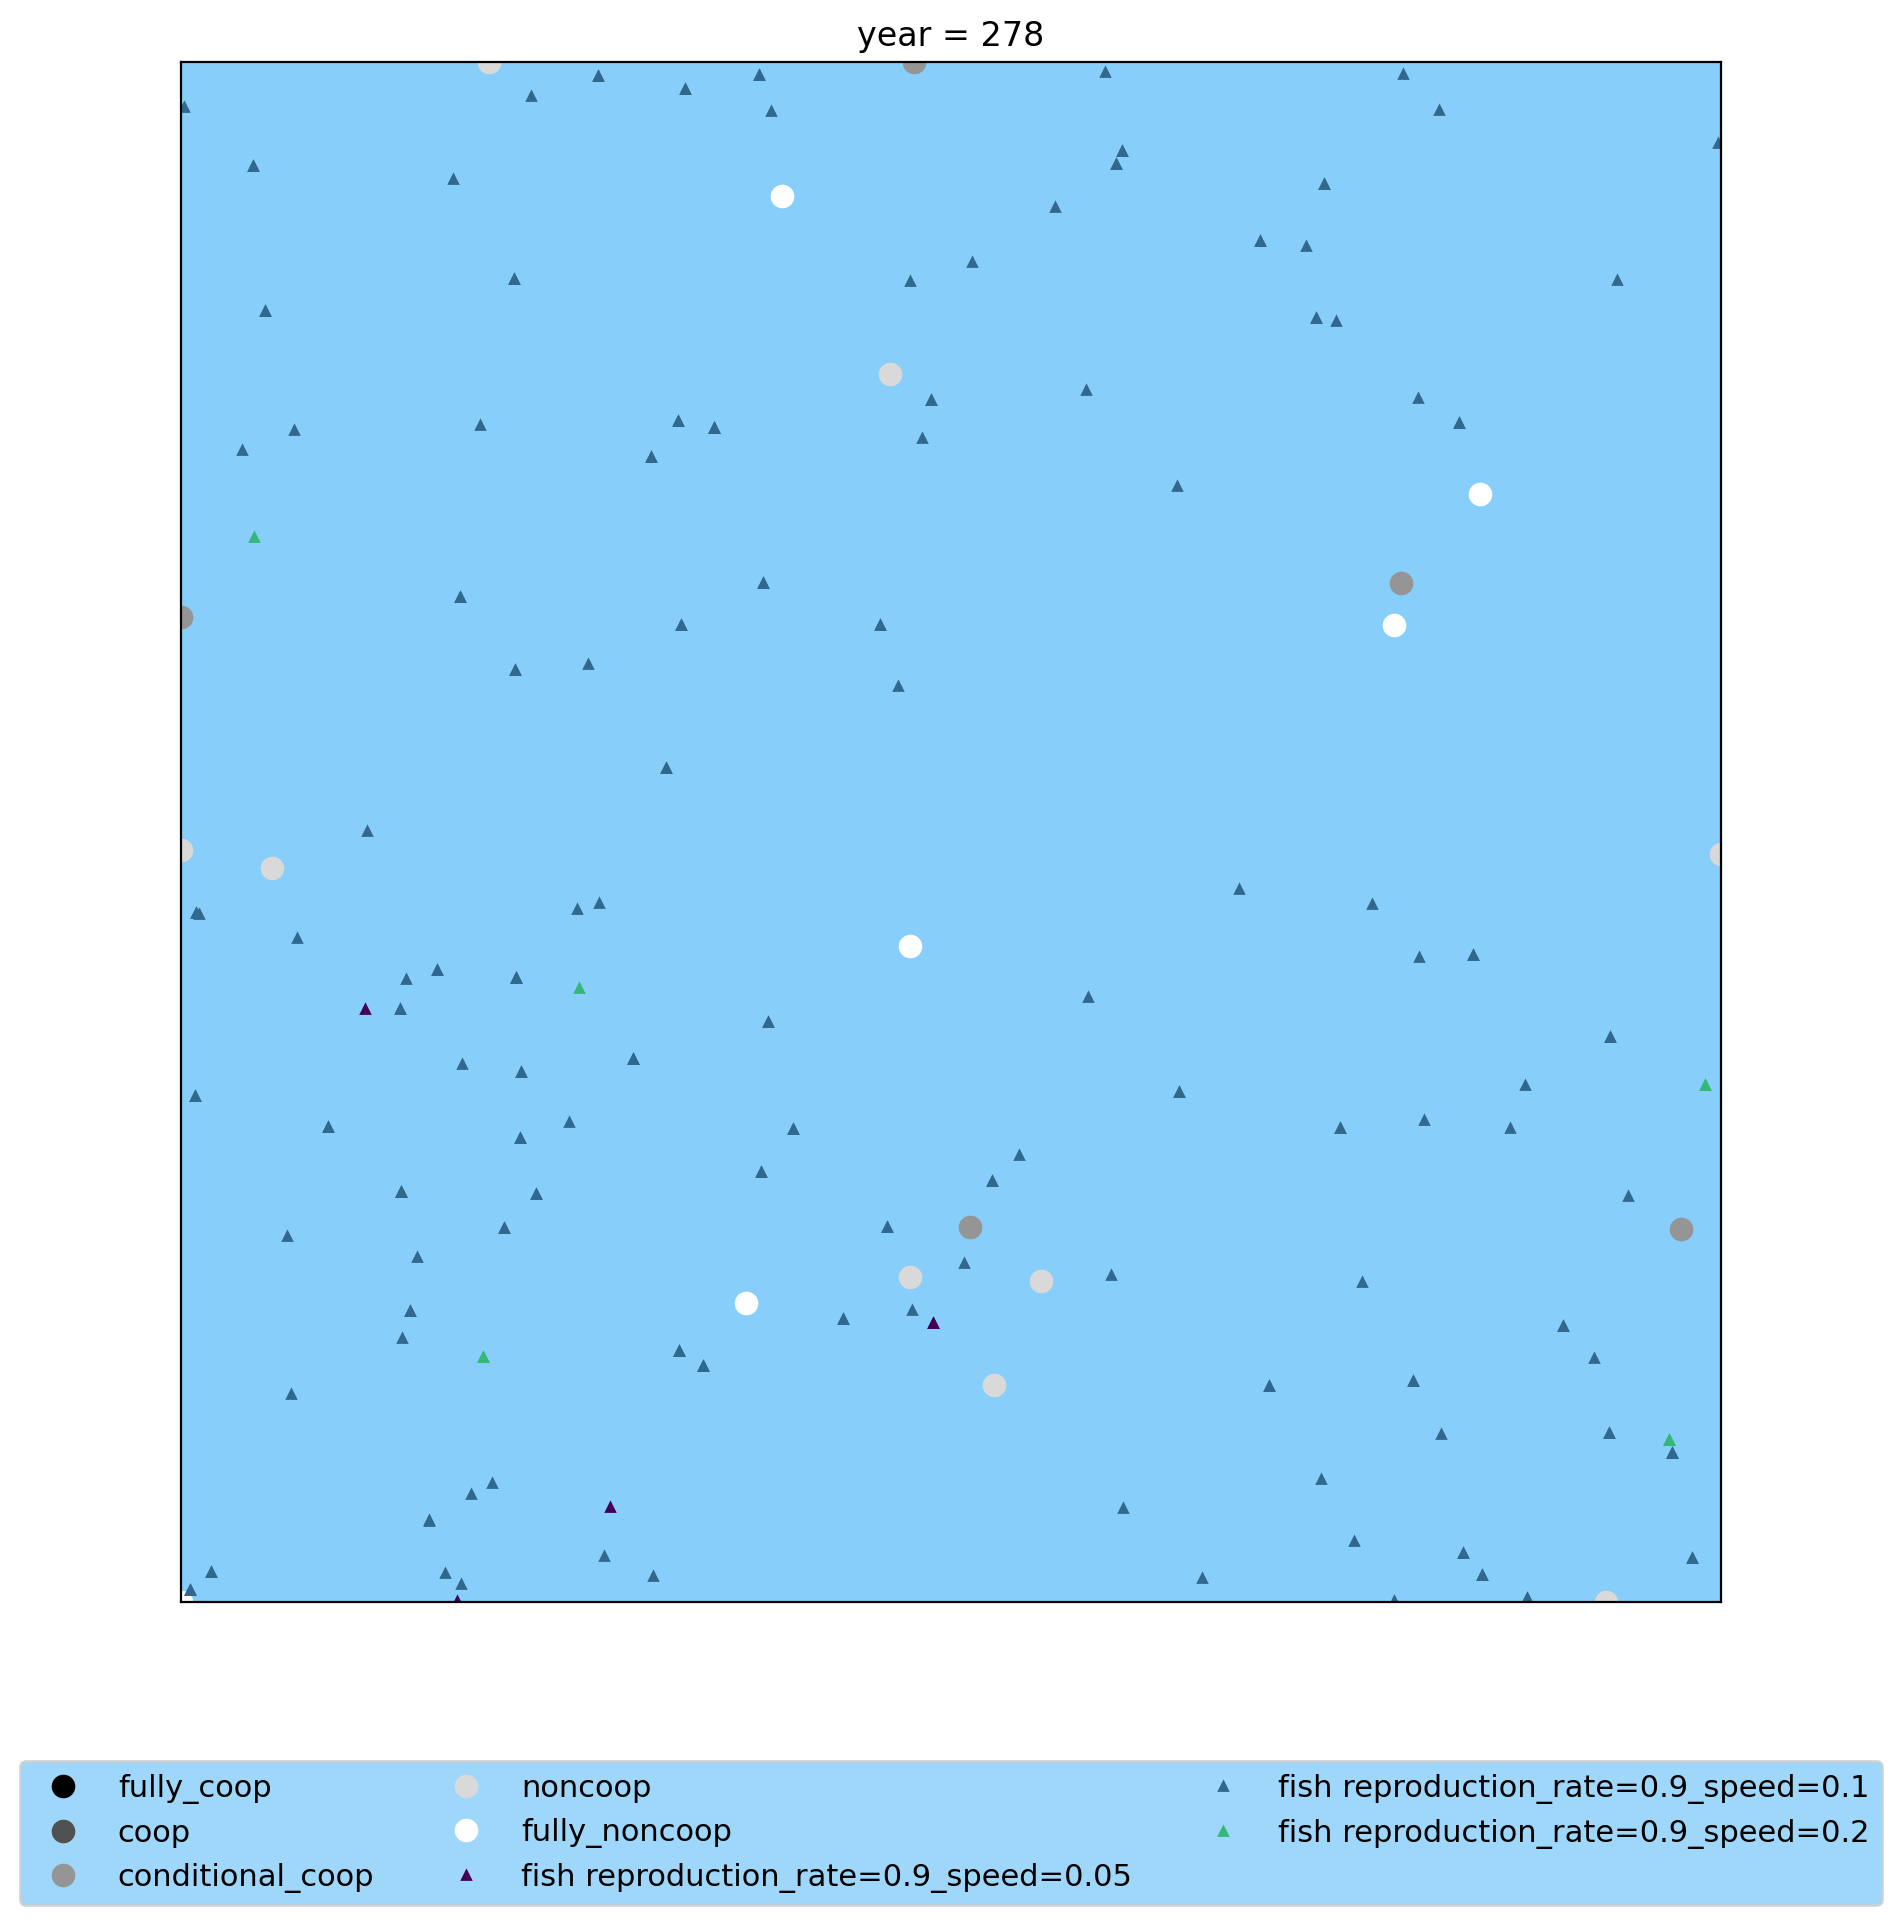 year = 278
fully_coop
coop
conditional_coop
noncoop
fully_noncoop
fish reproduction_rate=0.9_speed=0.05
fish reproduction_rate=0.9_speed=0.1
fish reproduction_rate=0.9_speed=0.2